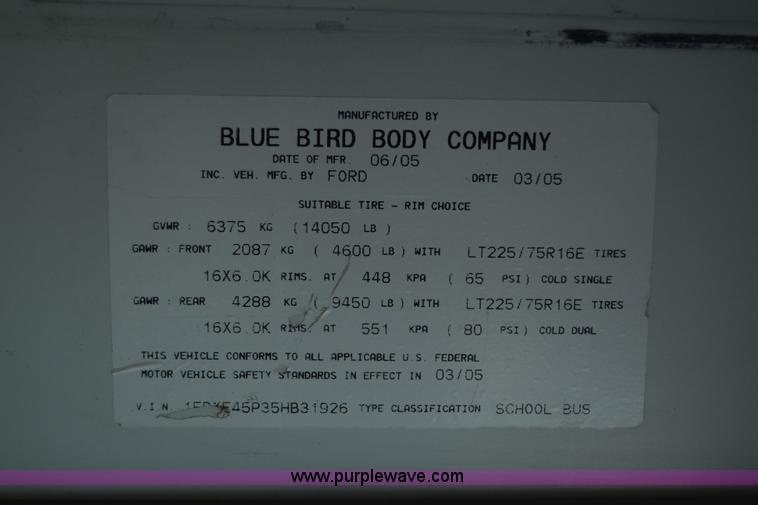 MANUFACTURED BY
BLUE BIRD BODY COMPANY
DATE OF MFR. 06/05
INC. VEH. MFG. BY FORD DATE 03/05
SUITABLE TIRE - RIM CHOICE
GVWR : 6375 KG (14050 LB)
GAWR : FRONT 2087 KG ( 4600 LB) WITH LT225/75R16E TIRES
16X6.0K RIMS. AT 448 KPA ( 65 PSI) COLD SINGLE
GAWR : REAR 4288 KG ( 9450 LB) WITH LT225/75R16E TIRES
16X6.0K RIMS. AT 551 KPA ( 80 PSI) COLD DUAL
THIS VEHICLE CONFORMS TO ALL APPLICABLE U.S. FEDERAL
MOTOR VEHICLE SAFETY STANDARDS IN EFFECT IN 03/05
V.I.N. TYPE CLASSIFICATION SCHOOL BUS
www.purplewave.com